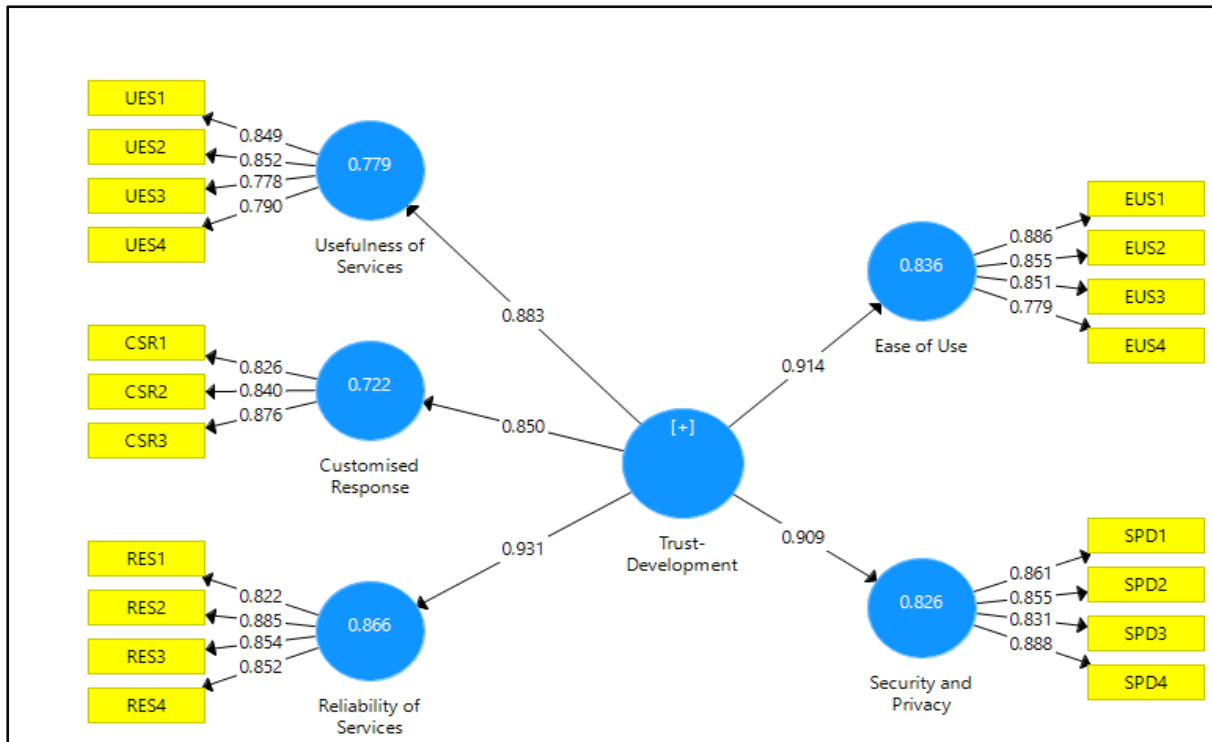 UES1
UES2
UES3
UES4
0.849
0.852
0.778
0.790
0.779
Usefulness of
Services
CSR1
CSR2
CSR3
0.826
0.840
0.876
0.722
Customised
Response
RES1
RES2
RES3
RES4
0.822
0.885
0.854
0.852
0.866
Reliability of
Services
0.883
0.850
0.931
[+]
Trust-
Development
0.914
0.909
0.836
Ease of Use
0.886
0.855
0.851
0.779
EUS1
EUS2
EUS3
EUS4
0.826
Security and
Privacy
0.861
0.855
0.831
0.888
SPD1
SPD2
SPD3
SPD4